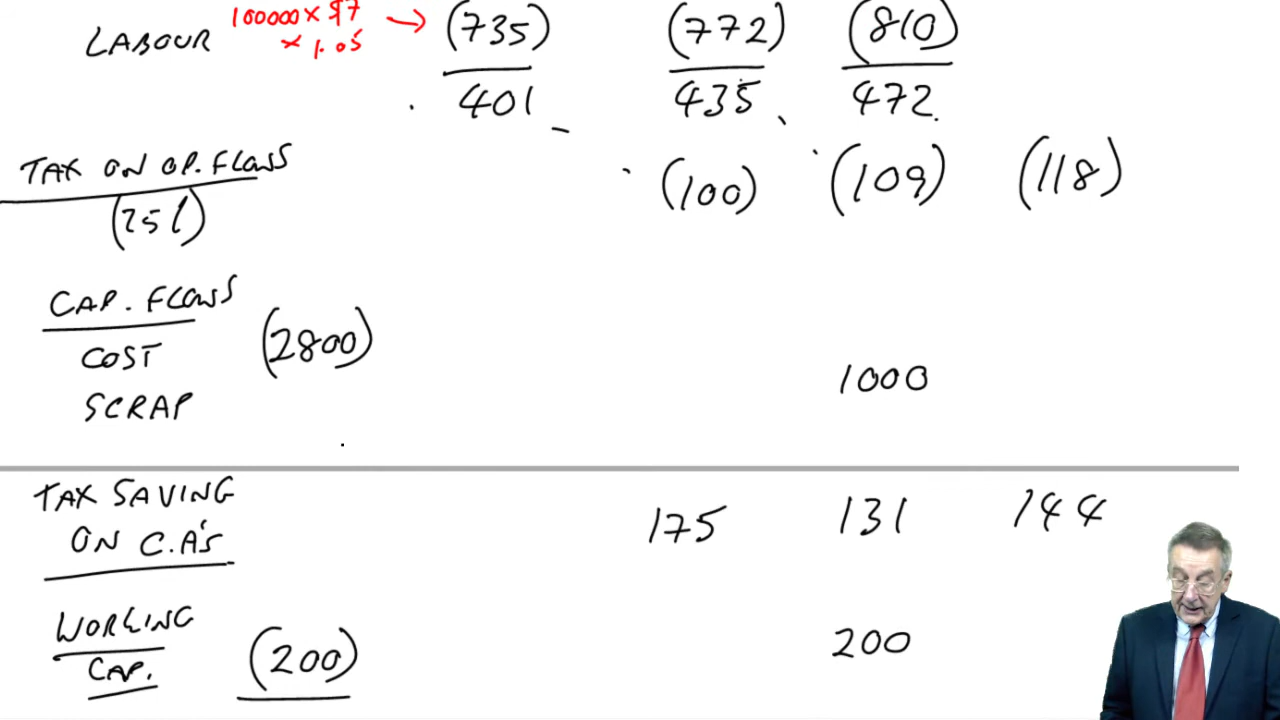 100000 × $7
LABOUR × 1.05 → (735) (772) (810)
401 435 472
TAX ON OP. FLOWS (100) (109) (118)
(25%)
CAP. FLOWS
COST (2800)
SCRAP 1000
TAX SAVING 175 131 144
ON C.A's
WORKING
CAP. (200) 200